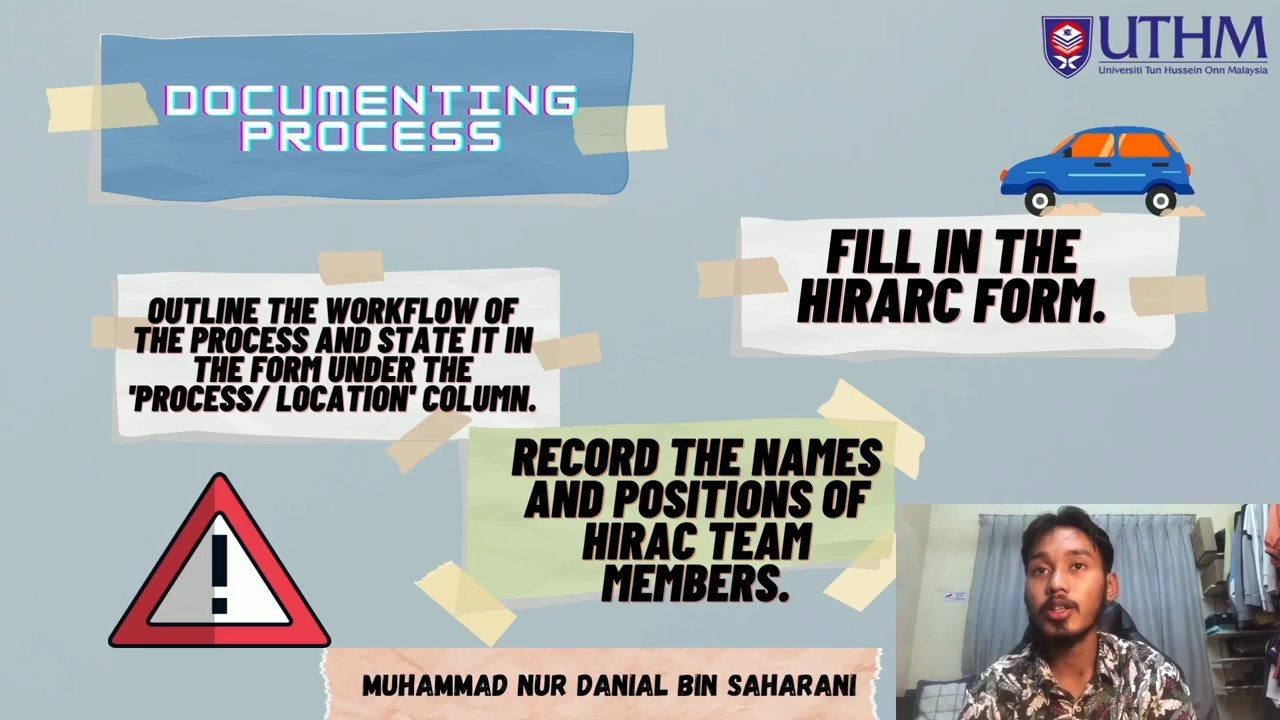 UTHM
Universiti Tun Hussein Onn Malaysia
DOCUMENTING
PROCESS
FILL IN THE
HIRARC FORM.
OUTLINE THE WORKFLOW OF
THE PROCESS AND STATE IT IN
THE FORM UNDER THE
'PROCESS/ LOCATION' COLUMN.
RECORD THE NAMES
AND POSITIONS OF
HIRAC TEAM
MEMBERS.
MUHAMMAD NUR DANIAL BIN SAHARANI